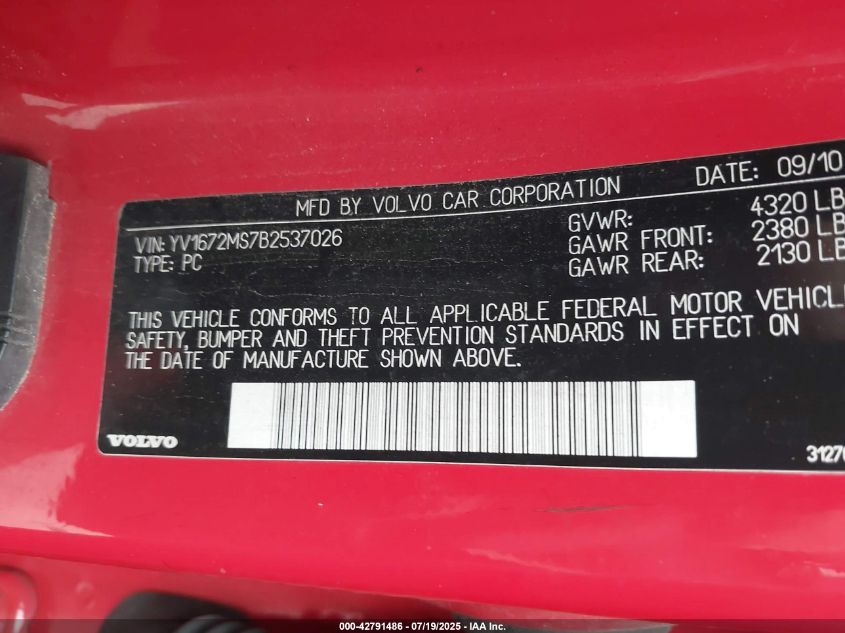 DATE: 09/10
MFD BY VOLVO CAR CORPORATION
VIN: YV1672MS7B2537026
TYPE: PC
GVWR: 4320 LB
GAWR FRONT: 2380 LB
GAWR REAR: 2130 LB
THIS VEHICLE CONFORMS TO ALL APPLICABLE FEDERAL MOTOR VEHICL
SAFETY, BUMPER AND THEFT PREVENTION STANDARDS IN EFFECT ON
THE DATE OF MANUFACTURE SHOWN ABOVE.
VOLVO
3127
000-42791486 - 07/19/2025 - IAA Inc.